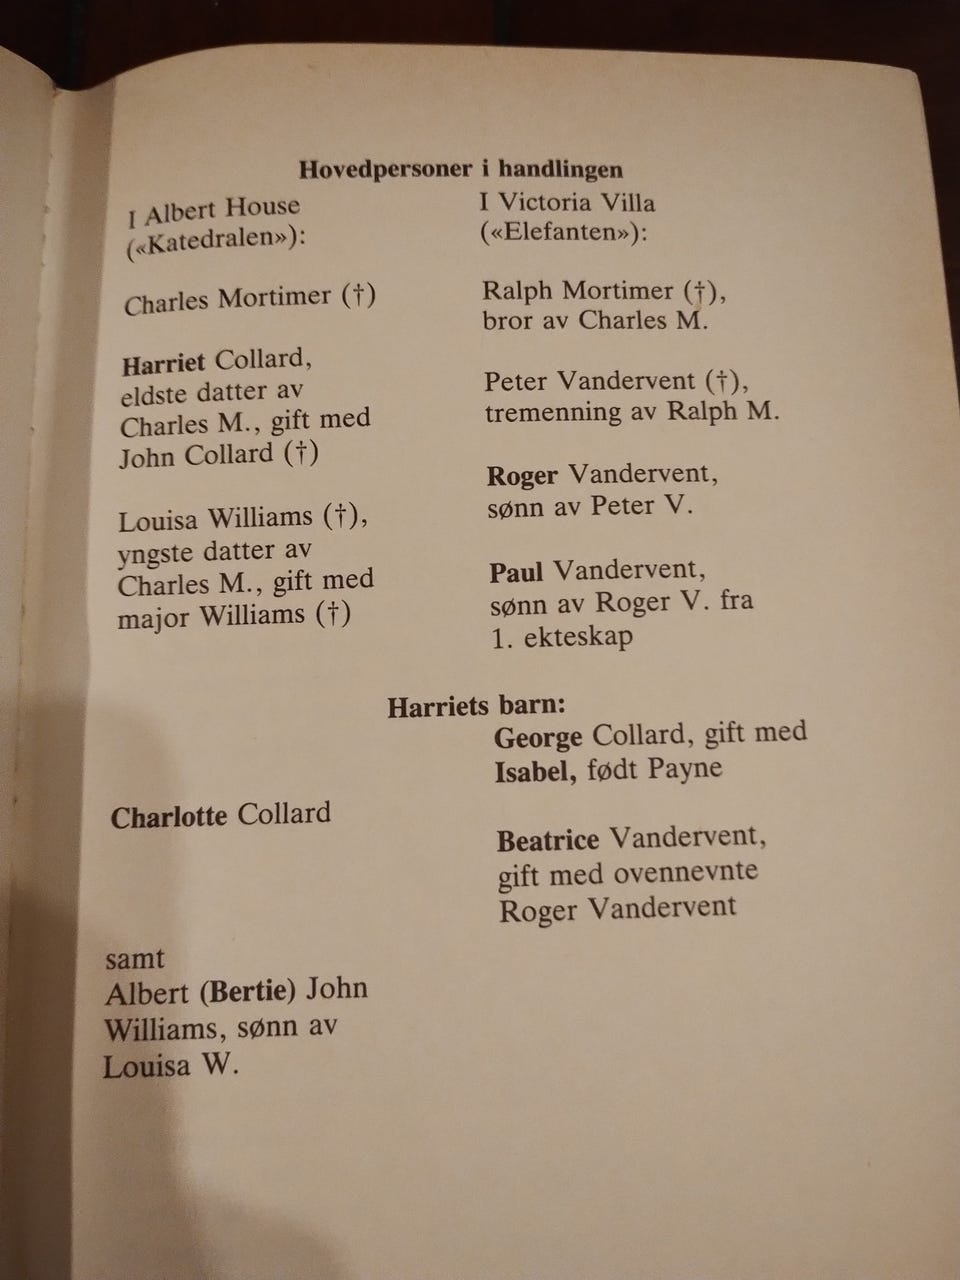 Hovedpersoner i handlingen
I Albert House
(«Katedralen»):
Charles Mortimer (†)
Harriet Collard,
eldste datter av
Charles M., gift med
John Collard (†)
Louisa Williams (†),
yngste datter av
Charles M., gift med
major Williams (†)
I Victoria Villa
(«Elefanten»):
Ralph Mortimer (†),
bror av Charles M.
Peter Vandervent (†),
tremenning av Ralph M.
Roger Vandervent,
sønn av Peter V.
Paul Vandervent,
sønn av Roger V. fra
1. ekteskap
Harriets barn:
George Collard, gift med
Isabel, født Payne
Charlotte Collard
Beatrice Vandervent,
gift med ovennevnte
Roger Vandervent
samt
Albert (Bertie) John
Williams, sønn av
Louisa W.